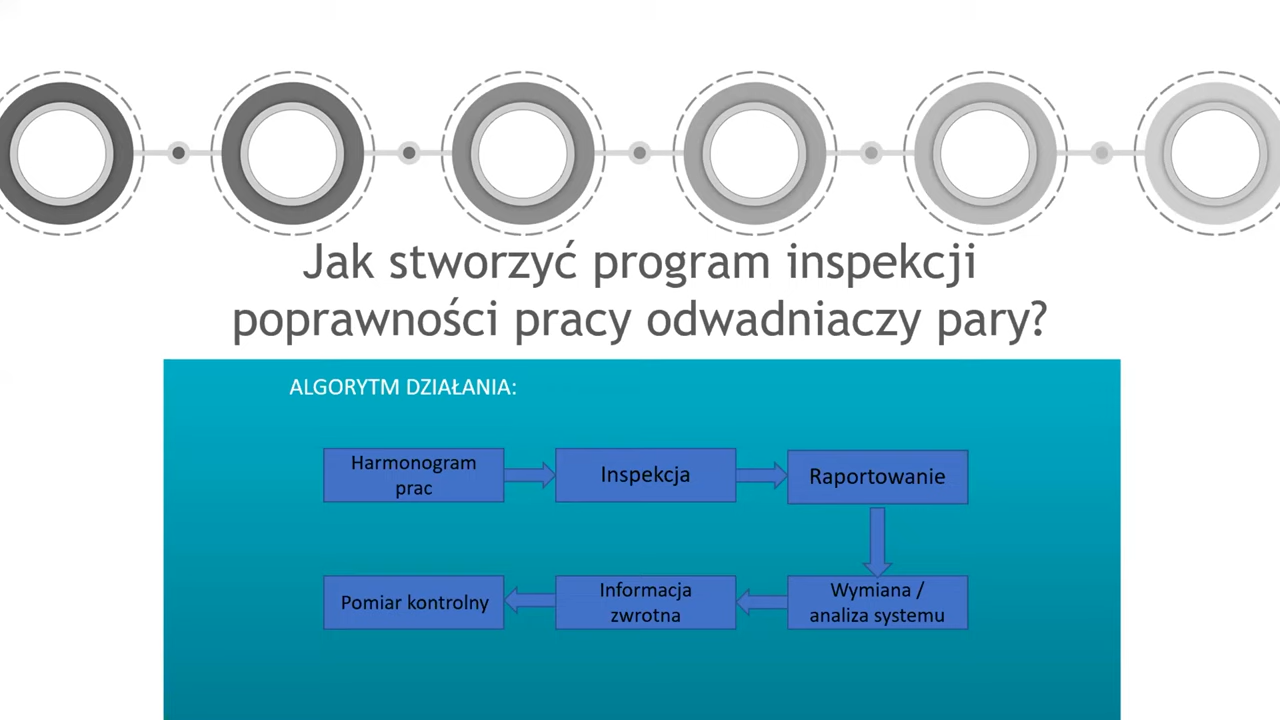 Jak stworzyć program inspekcji
poprawności pracy odwadniaczy pary?
ALGORYTM DZIAŁANIA:
Harmonogram
prac
Inspekcja
Raportowanie
Wymiana /
analiza systemu
Informacja
zwrotna
Pomiar kontrolny